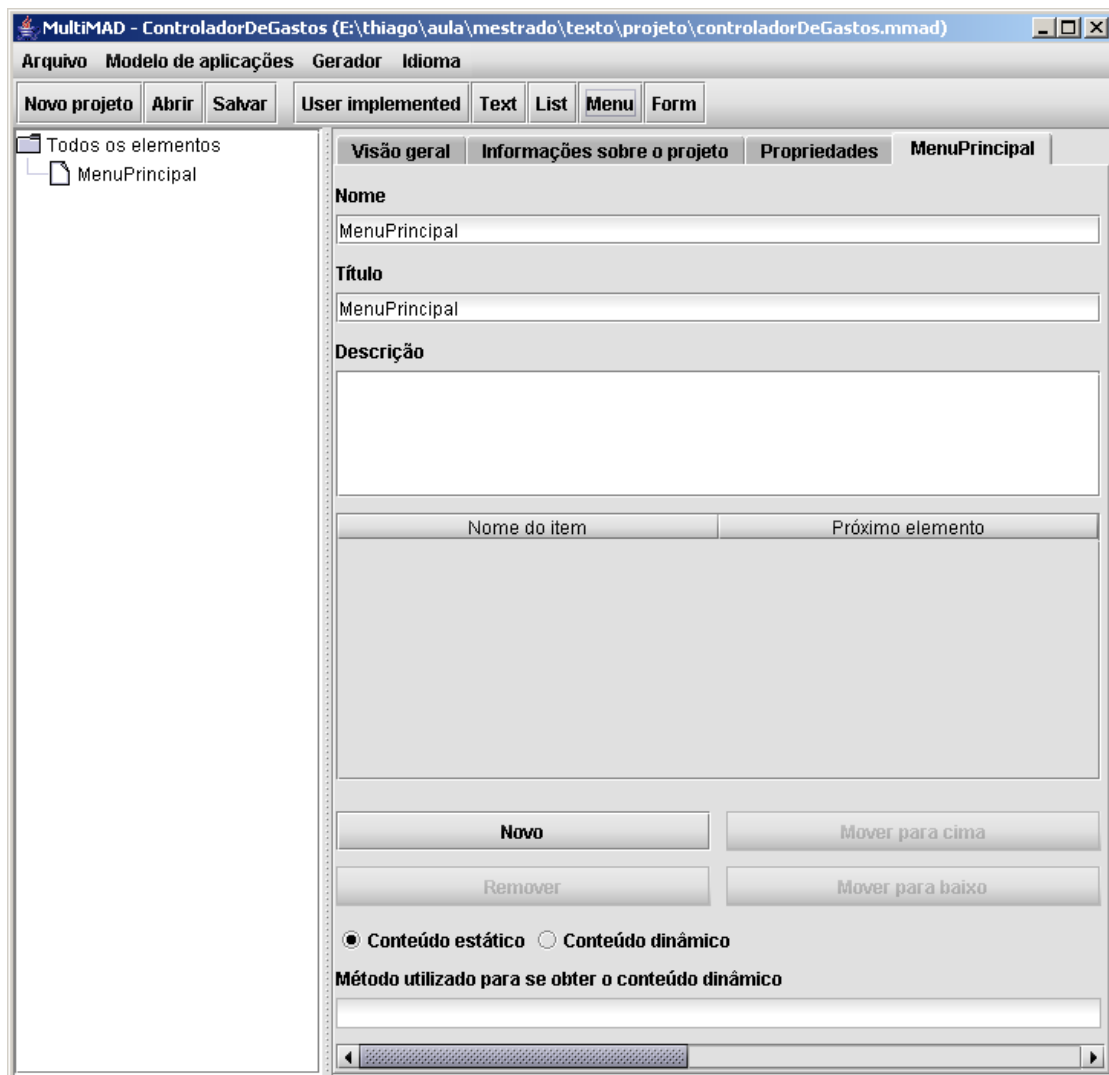 MultiMAD - ControladorDeGastos (E:\thiago\aula\mestrado\texto\projeto\controladorDeGastos.mmad)
Arquivo Modelo de aplicações Gerador Idioma
Novo projeto Abrir Salvar User implemented Text List Menu Form
Todos os elementos
MenuPrincipal
Visão geral Informações sobre o projeto Propriedades MenuPrincipal
Nome
MenuPrincipal
Título
MenuPrincipal
Descrição
Nome do item Próximo elemento
Novo Mover para cima
Remover Mover para baixo
Conteúdo estático Conteúdo dinâmico
Método utilizado para se obter o conteúdo dinâmico